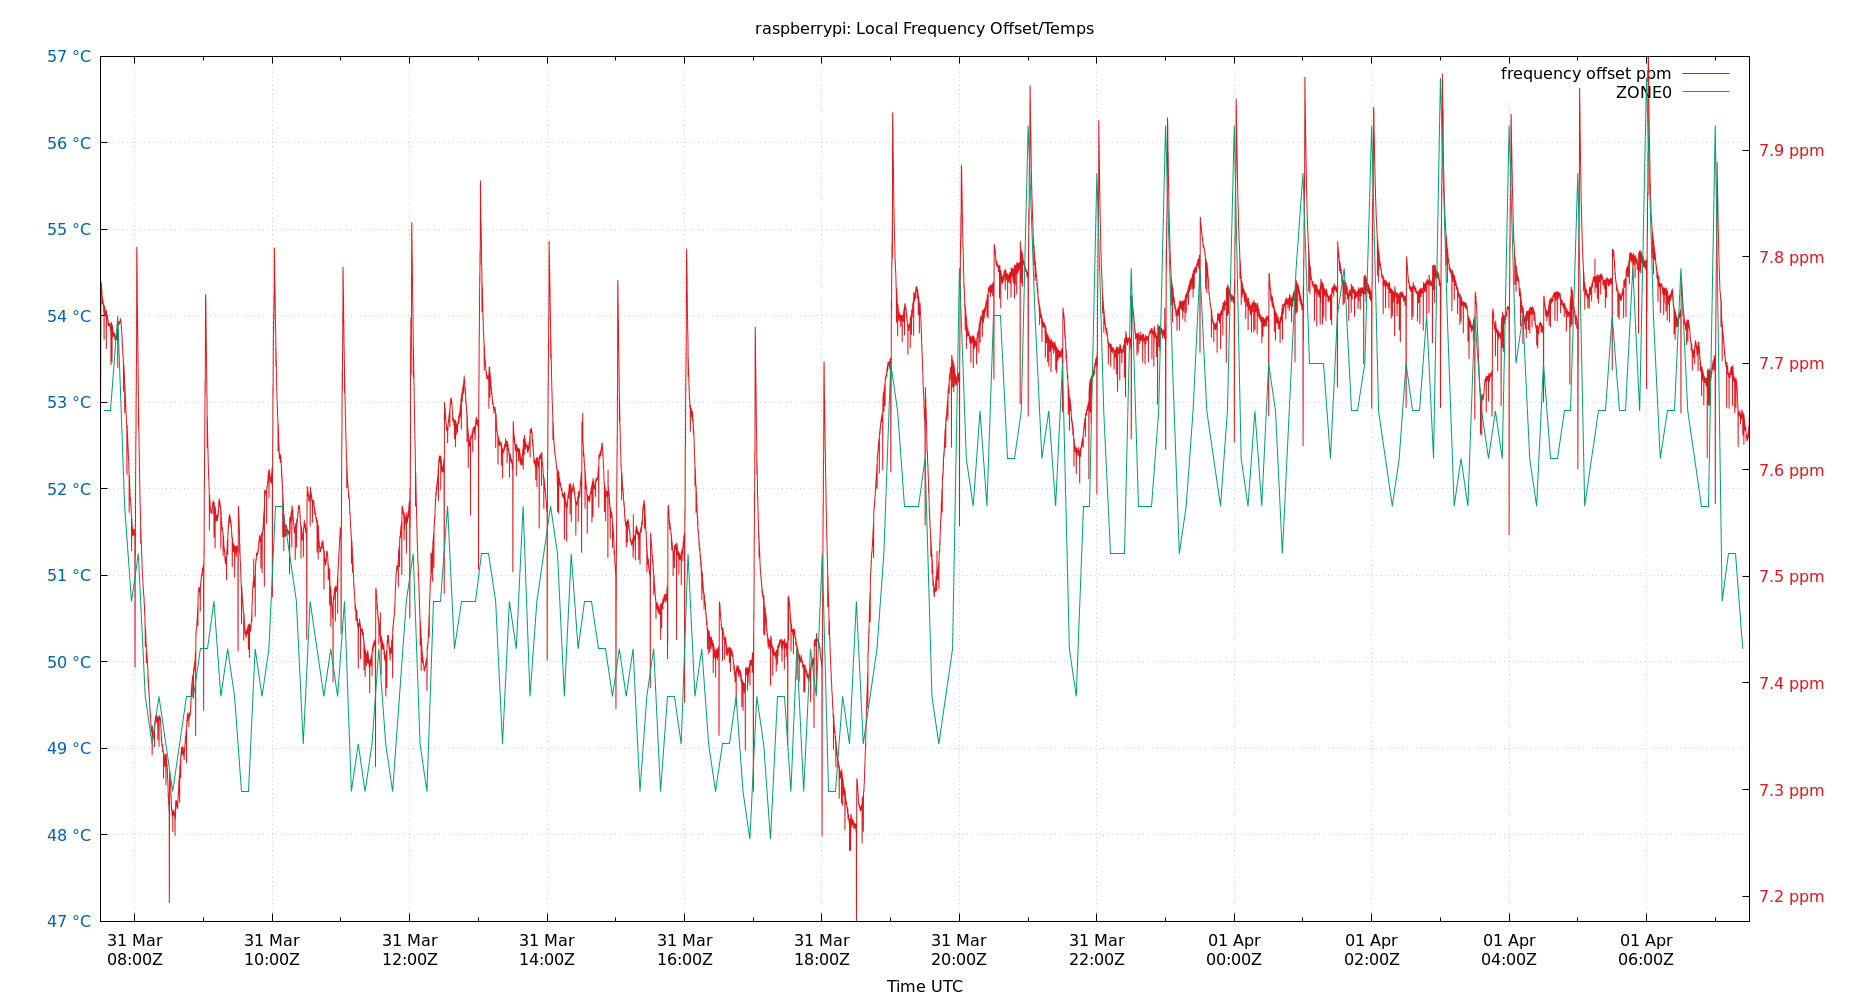 raspberrypi: Local Frequency Offset/Temps
57 °C
frequency offset ppm
ZONE0
56 °C
7.9 ppm
55 °C
7.8 ppm
54 °C
7.7 ppm
53 °C
7.6 ppm
52 °C
7.5 ppm
51 °C
7.4 ppm
50 °C
7.3 ppm
49 °C
48 °C
7.2 ppm
47 °C
31 Mar 31 Mar 31 Mar 31 Mar 31 Mar 31 Mar 31 Mar 31 Mar 01 Apr 01 Apr 01 Apr 01 Apr
08:00Z 10:00Z 12:00Z 14:00Z 16:00Z 18:00Z 20:00Z 22:00Z 00:00Z 02:00Z 04:00Z 06:00Z
Time UTC